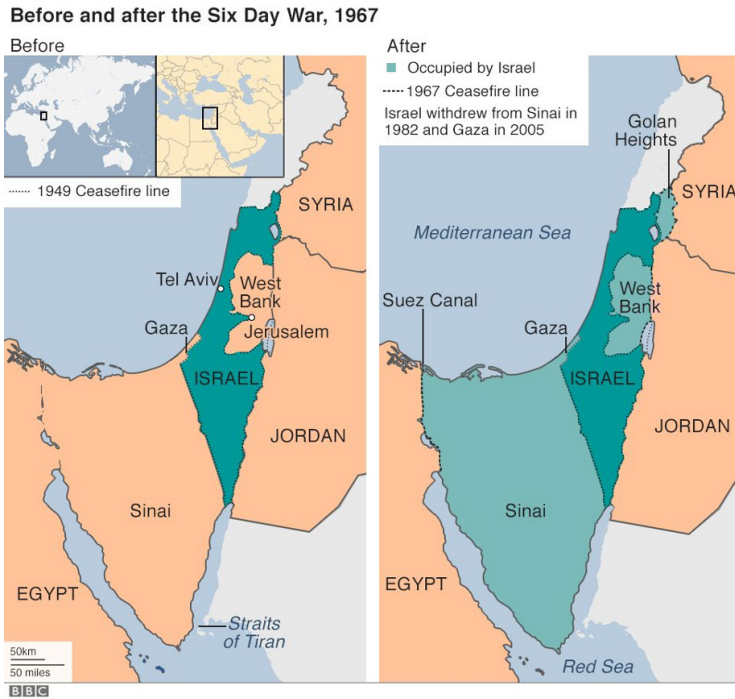 Before and after the Six Day War, 1967
Before
1949 Ceasefire line
SYRIA
Tel Aviv
West
Bank
Gaza
Jerusalem
ISRAEL
JORDAN
Sinai
EGYPT
Straits
of Tiran
50km
50 miles
BBC
After
Occupied by Israel
1967 Ceasefire line
Israel withdrew from Sinai in
1982 and Gaza in 2005
Golan
Heights
SYRIA
Mediterranean Sea
Suez Canal
West
Bank
Gaza
ISRAEL
JORDAN
Sinai
EGYPT
Red Sea